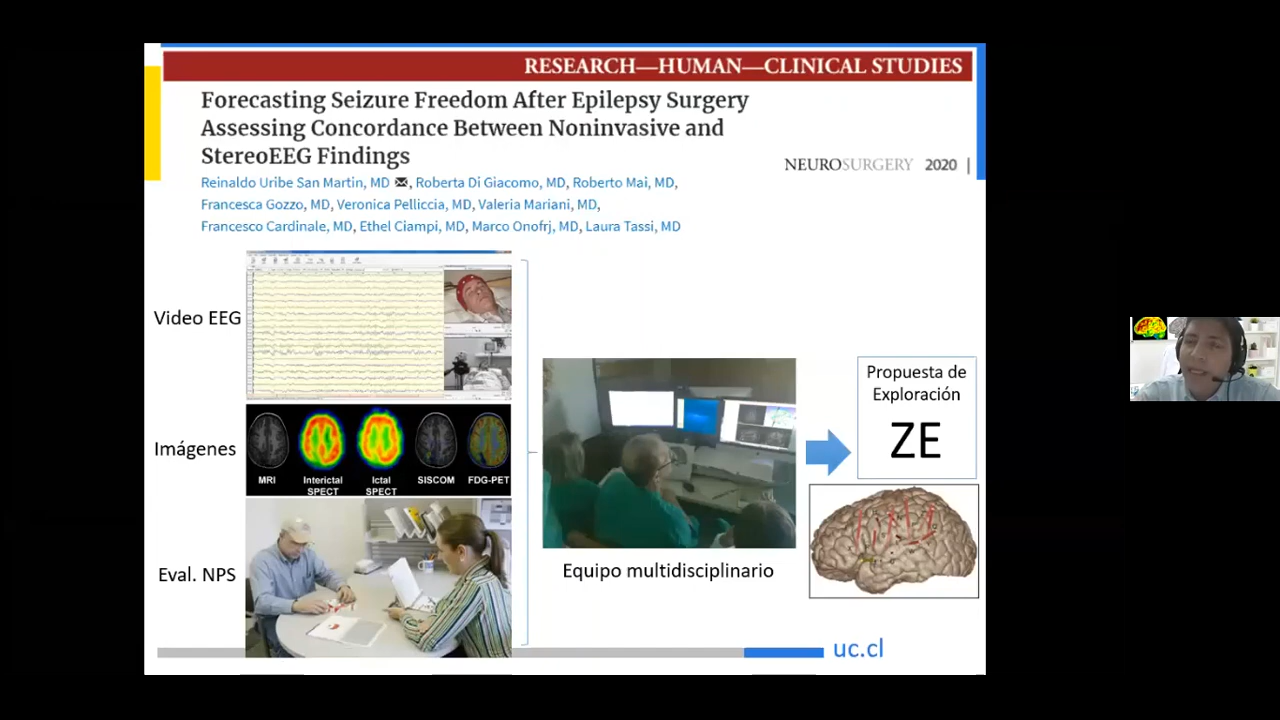 RESEARCH—HUMAN—CLINICAL STUDIES
Forecasting Seizure Freedom After Epilepsy Surgery
Assessing Concordance Between Noninvasive and
StereoEEG Findings
NEUROSURGERY 2020 |
Reinaldo Uribe San Martin, MD ✉, Roberta Di Giacomo, MD, Roberto Mai, MD,
Francesca Gozzo, MD, Veronica Pelliccia, MD, Valeria Mariani, MD,
Francesco Cardinale, MD, Ethel Ciampi, MD, Marco Onofrj, MD, Laura Tassi, MD
Video EEG
Imágenes
MRI
Interictal
SPECT
Ictal
SPECT
SISCOM
FDG-PET
Eval. NPS
Equipo multidisciplinario
Propuesta de
Exploración
ZE
uc.cl